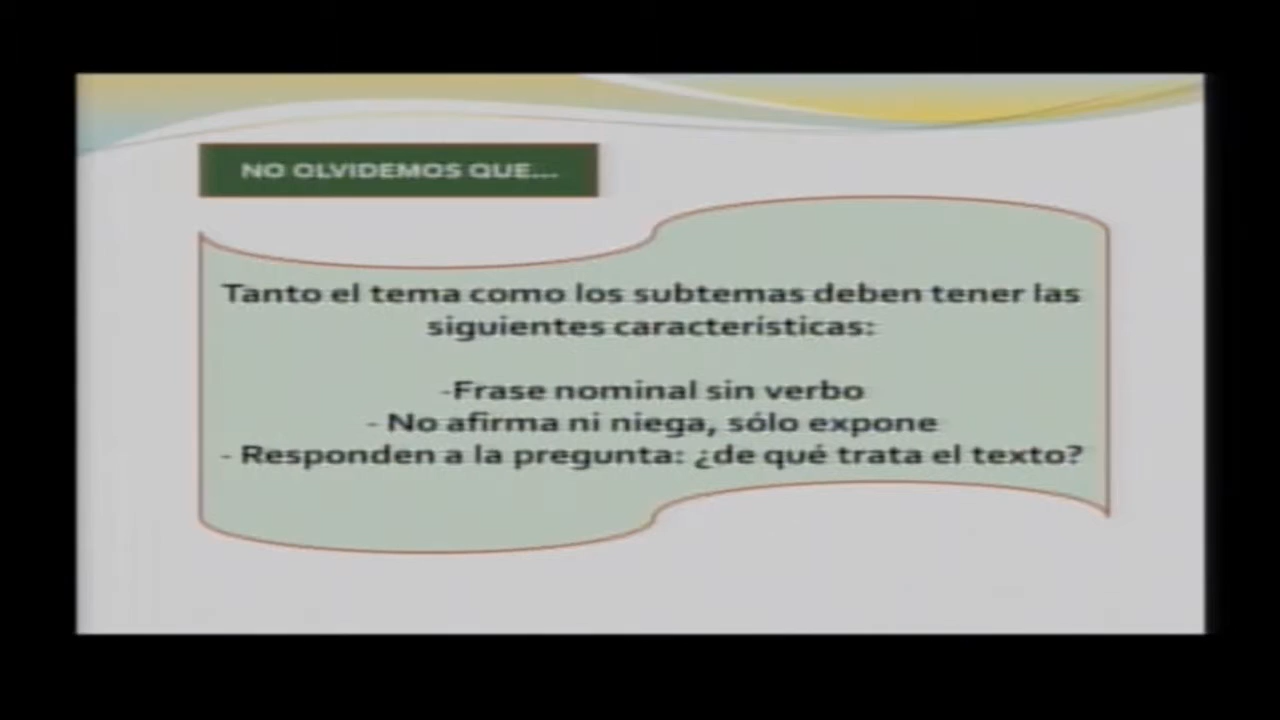 NO OLVIDEMOS QUE...
Tanto el tema como los subtemas deben tener las
siguientes características:
-Frase nominal sin verbo
- No afirma ni niega, sólo expone
- Responden a la pregunta: ¿de qué trata el texto?